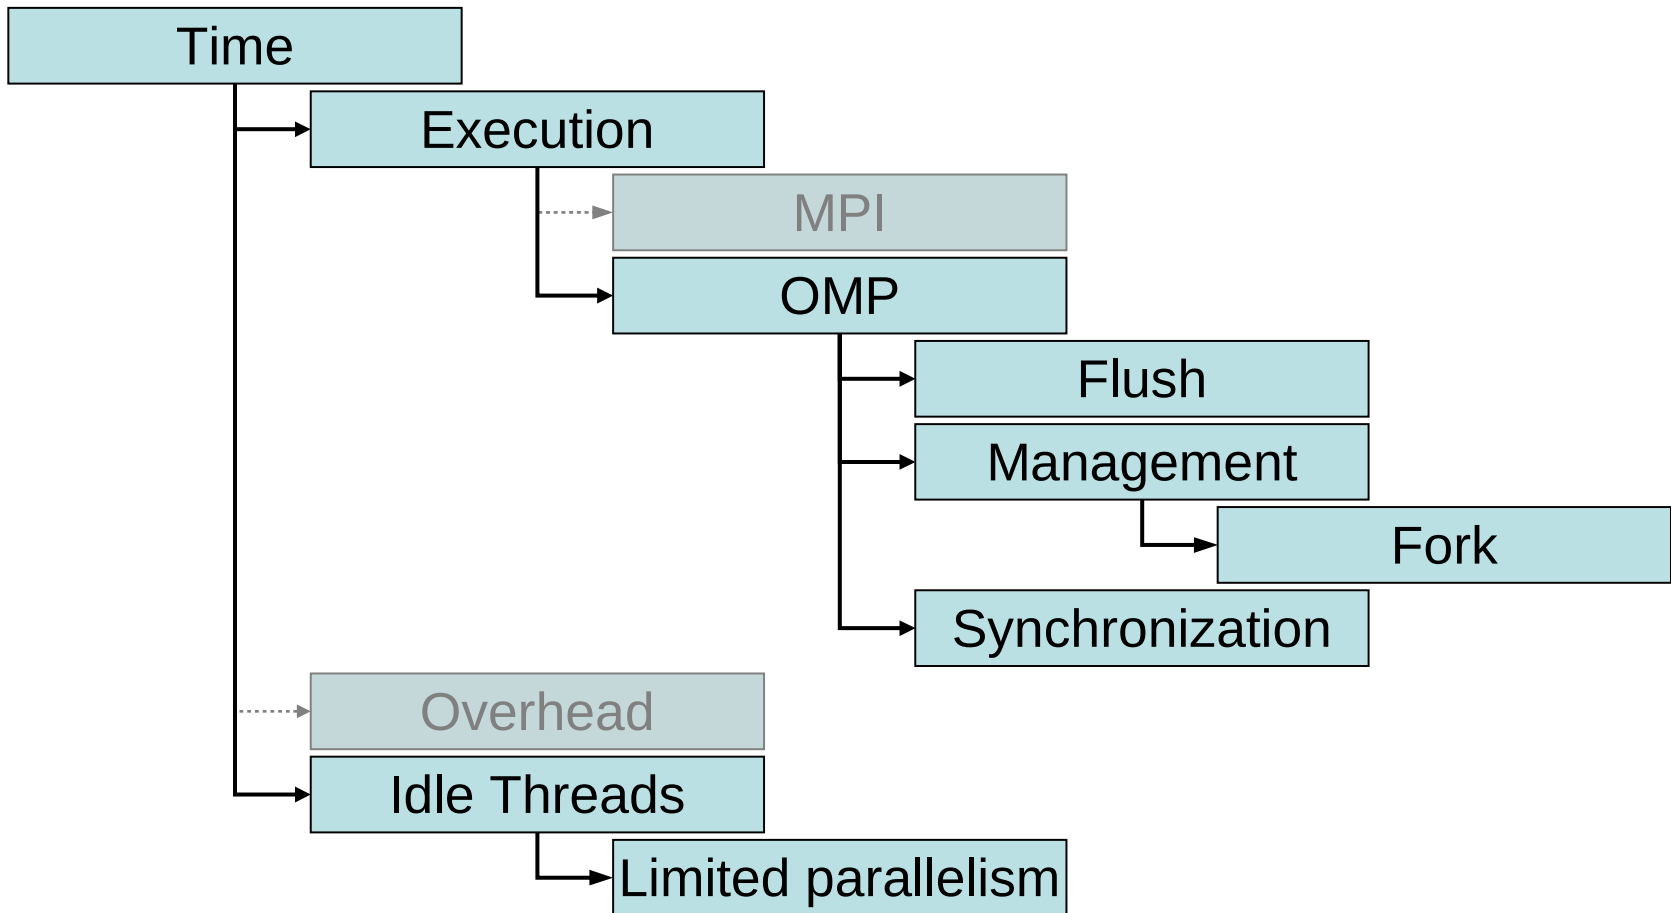 Time
Execution
MPI
OMP
Flush
Management
Fork
Synchronization
Overhead
Idle Threads
Limited parallelism